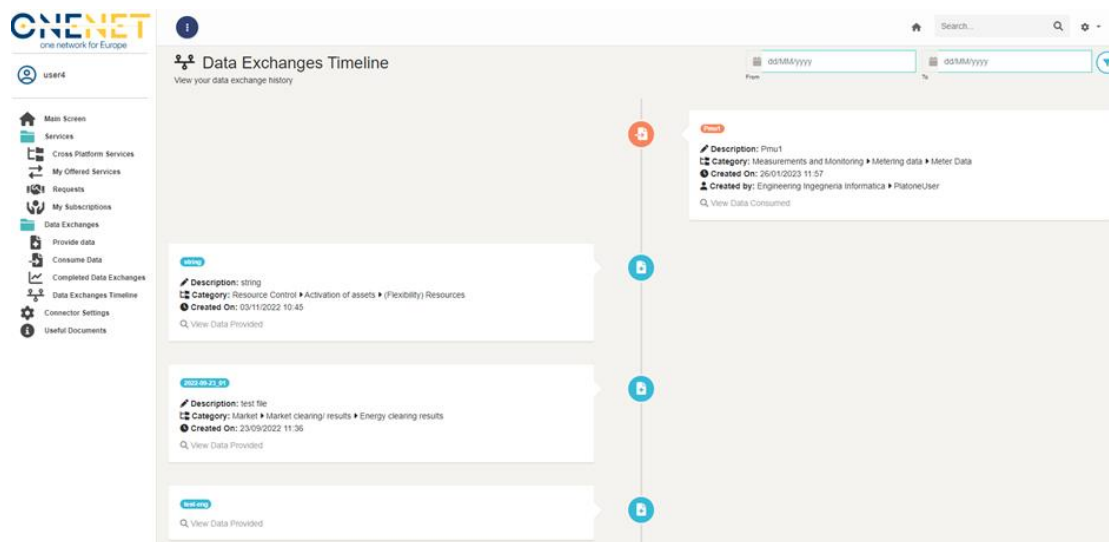 ONENET
one network for Europe
user4
Main Screen
Services
Cross Platform Services
My Offered Services
Requests
My Subscriptions
Data Exchanges
Provide data
Consume Data
Completed Data Exchanges
Data Exchanges Timeline
Connector Settings
Useful Documents
Search...
Data Exchanges Timeline
View your data exchange history
dd/MM/yyyy
From
dd/MM/yyyy
To
Pmu1
Description: Pmu1
Category: Measurements and Monitoring Metering data Meter Data
Created On: 26/01/2023 11:57
Created by: Engineering Ingegneria Informatica PlatoneUser
View Data Consumed
string
Description: string
Category: Resource Control Activation of assets (Flexibility) Resources
Created On: 03/11/2022 10:45
View Data Provided
2022-09-23_01
Description: test file
Category: Market Market clearing/ results Energy clearing results
Created On: 23/09/2022 11:36
View Data Provided
test eng
View Data Provided